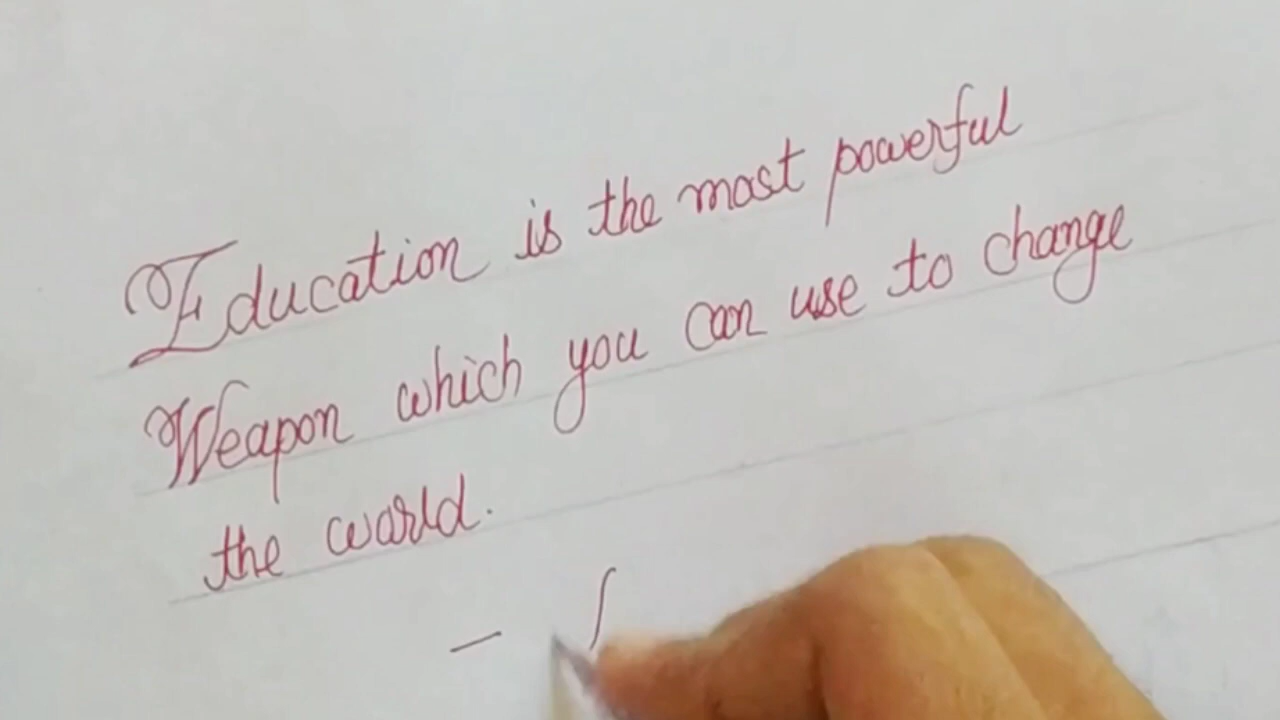 Education is the most powerful
Weapon which you can use to change
the world.
—